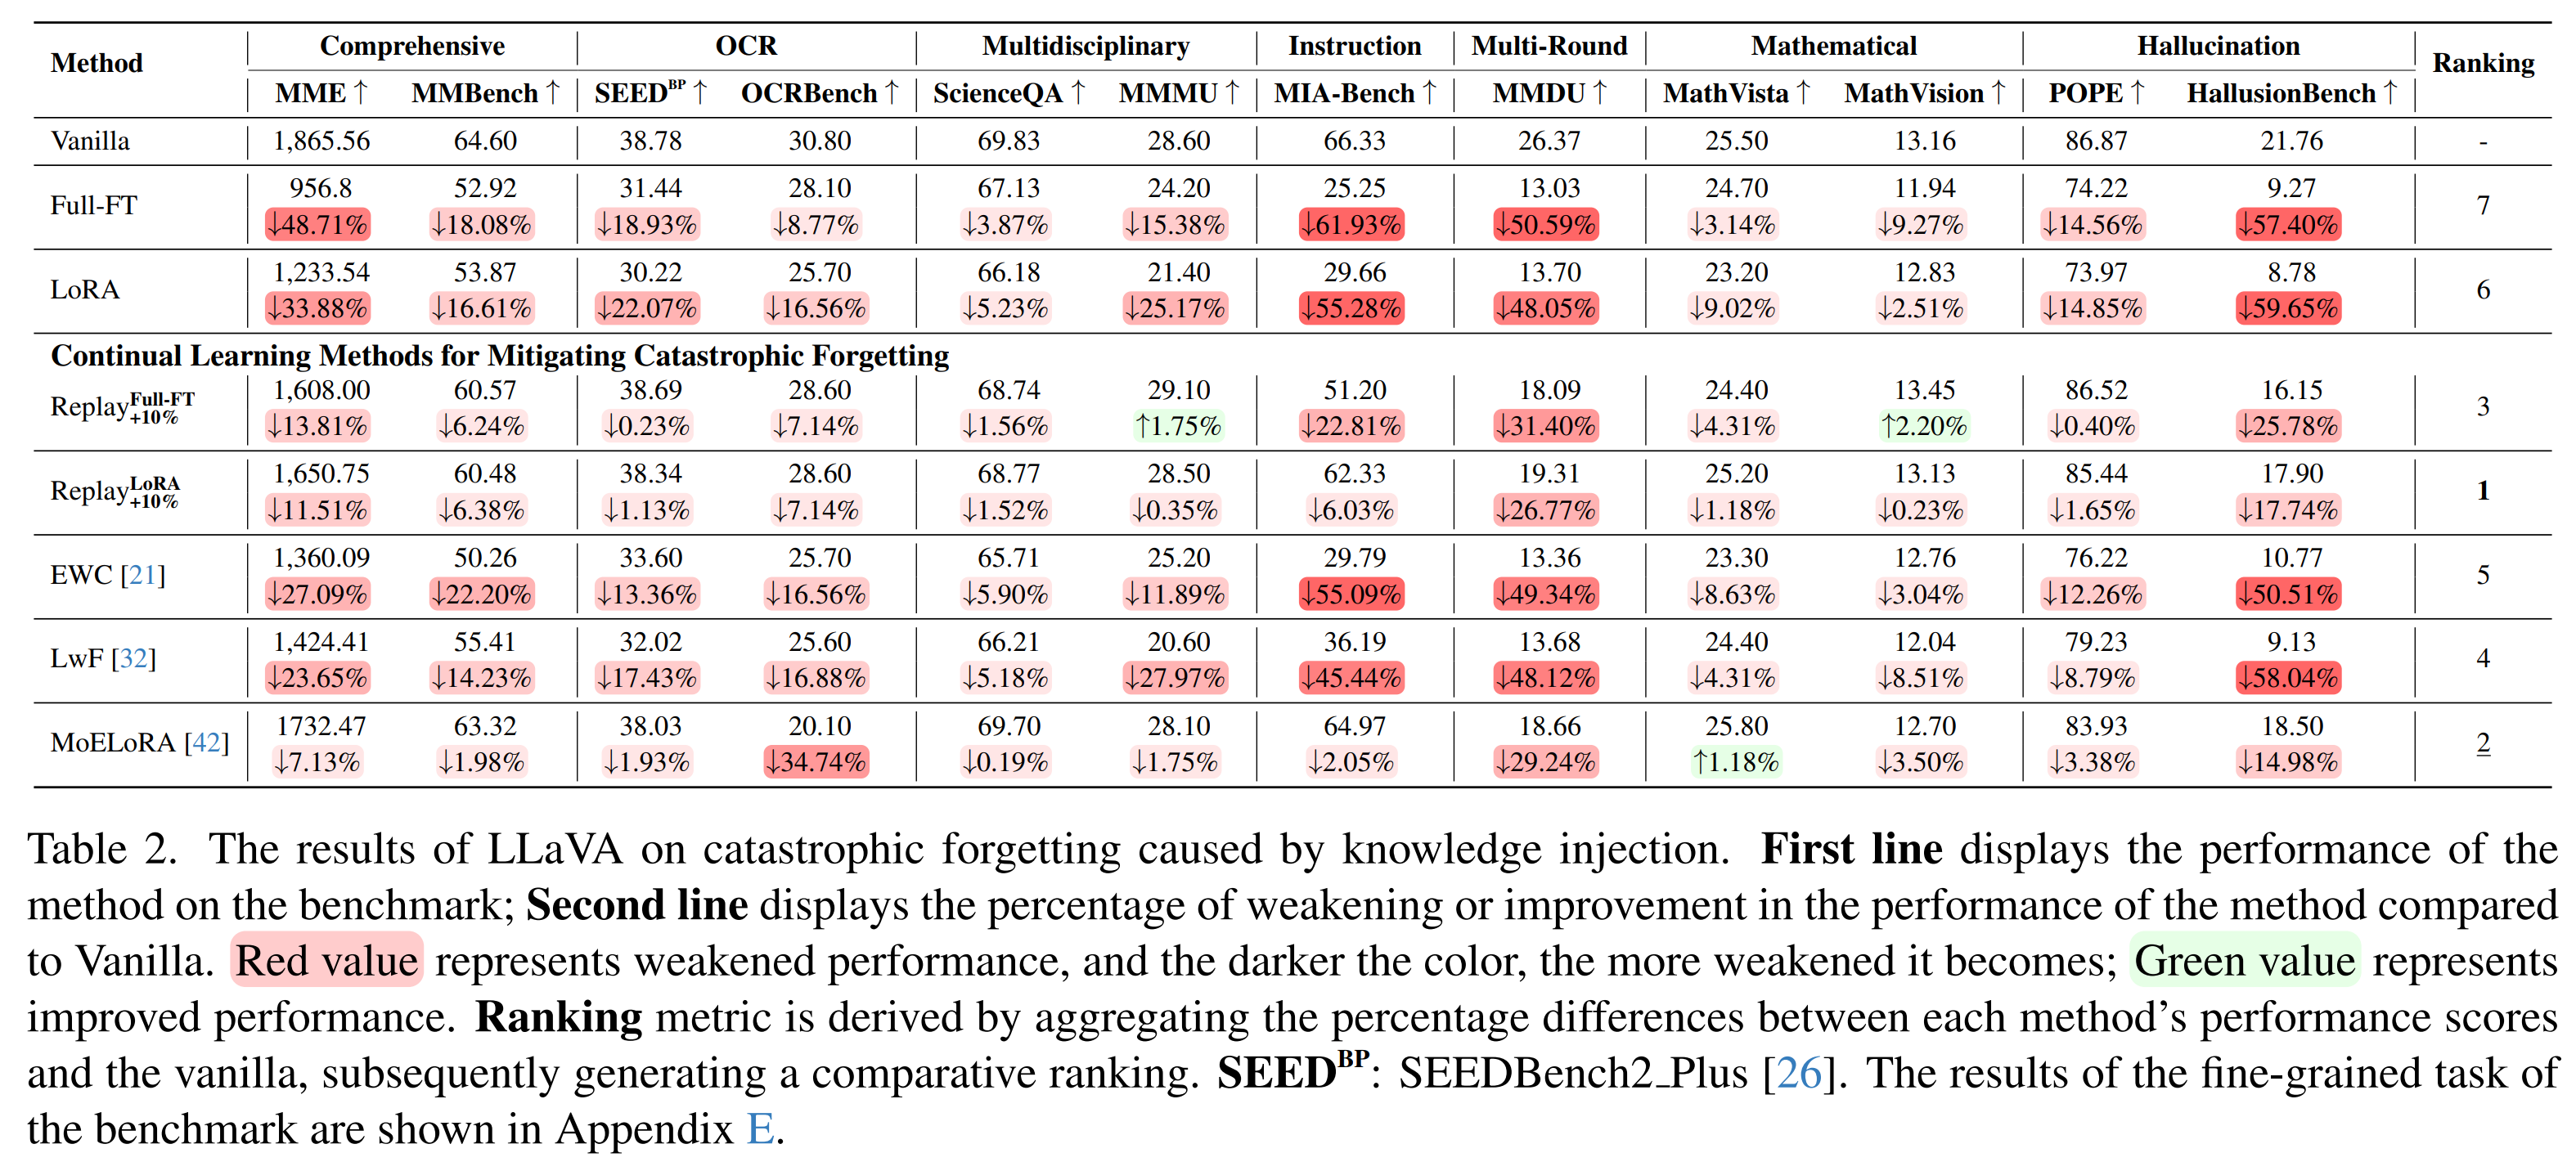 Method Comprehensive OCR Multidisciplinary Instruction Multi-Round Mathematical Hallucination Ranking
MME ↑ MMBench ↑ SEED^BP ↑ OCRBench ↑ ScienceQA ↑ MMMU ↑ MIA-Bench ↑ MMDU ↑ MathVista ↑ MathVision ↑ POPE ↑ HallusionBench ↑
Vanilla 1,865.56 64.60 38.78 30.80 69.83 28.60 66.33 26.37 25.50 13.16 86.87 21.76 -
Full-FT 956.8 52.92 31.44 28.10 67.13 24.20 25.25 13.03 24.70 11.94 74.22 9.27 7
↓48.71% ↓18.08% ↓18.93% ↓8.77% ↓3.87% ↓15.38% ↓61.93% ↓50.59% ↓3.14% ↓9.27% ↓14.56% ↓57.40%
LoRA 1,233.54 53.87 30.22 25.70 66.18 21.40 29.66 13.70 23.20 12.83 73.97 8.78 6
↓33.88% ↓16.61% ↓22.07% ↓16.56% ↓5.23% ↓25.17% ↓55.28% ↓48.05% ↓9.02% ↓2.51% ↓14.85% ↓59.65%
Continual Learning Methods for Mitigating Catastrophic Forgetting
Replay^Full-FT_+10% 1,608.00 60.57 38.69 28.60 68.74 29.10 51.20 18.09 24.40 13.45 86.52 16.15 3
↓13.81% ↓6.24% ↓0.23% ↓7.14% ↓1.56% ↑1.75% ↓22.81% ↓31.40% ↓4.31% ↑2.20% ↓0.40% ↓25.78%
Replay^LoRA_+10% 1,650.75 60.48 38.34 28.60 68.77 28.50 62.33 19.31 25.20 13.13 85.44 17.90 1
↓11.51% ↓6.38% ↓1.13% ↓7.14% ↓1.52% ↓0.35% ↓6.03% ↓26.77% ↓1.18% ↓0.23% ↓1.65% ↓17.74%
EWC [21] 1,360.09 50.26 33.60 25.70 65.71 25.20 29.79 13.36 23.30 12.76 76.22 10.77 5
↓27.09% ↓22.20% ↓13.36% ↓16.56% ↓5.90% ↓11.89% ↓55.09% ↓49.34% ↓8.63% ↓3.04% ↓12.26% ↓50.51%
LwF [32] 1,424.41 55.41 32.02 25.60 66.21 20.60 36.19 13.68 24.40 12.04 79.23 9.13 4
↓23.65% ↓14.23% ↓17.43% ↓16.88% ↓5.18% ↓27.97% ↓45.44% ↓48.12% ↓4.31% ↓8.51% ↓8.79% ↓58.04%
MoELoRA [42] 1732.47 63.32 38.03 20.10 69.70 28.10 64.97 18.66 25.80 12.70 83.93 18.50 2
↓7.13% ↓1.98% ↓1.93% ↓34.74% ↓0.19% ↓1.75% ↓2.05% ↓29.24% ↑1.18% ↓3.50% ↓3.38% ↓14.98%
Table 2. The results of LLaVA on catastrophic forgetting caused by knowledge injection. First line displays the performance of the
method on the benchmark; Second line displays the percentage of weakening or improvement in the performance of the method compared
to Vanilla. Red value represents weakened performance, and the darker the color, the more weakened it becomes; Green value represents
improved performance. Ranking metric is derived by aggregating the percentage differences between each method's performance scores
and the vanilla, subsequently generating a comparative ranking. SEED^BP: SEEDBench2_Plus [26]. The results of the fine-grained task of
the benchmark are shown in Appendix E.